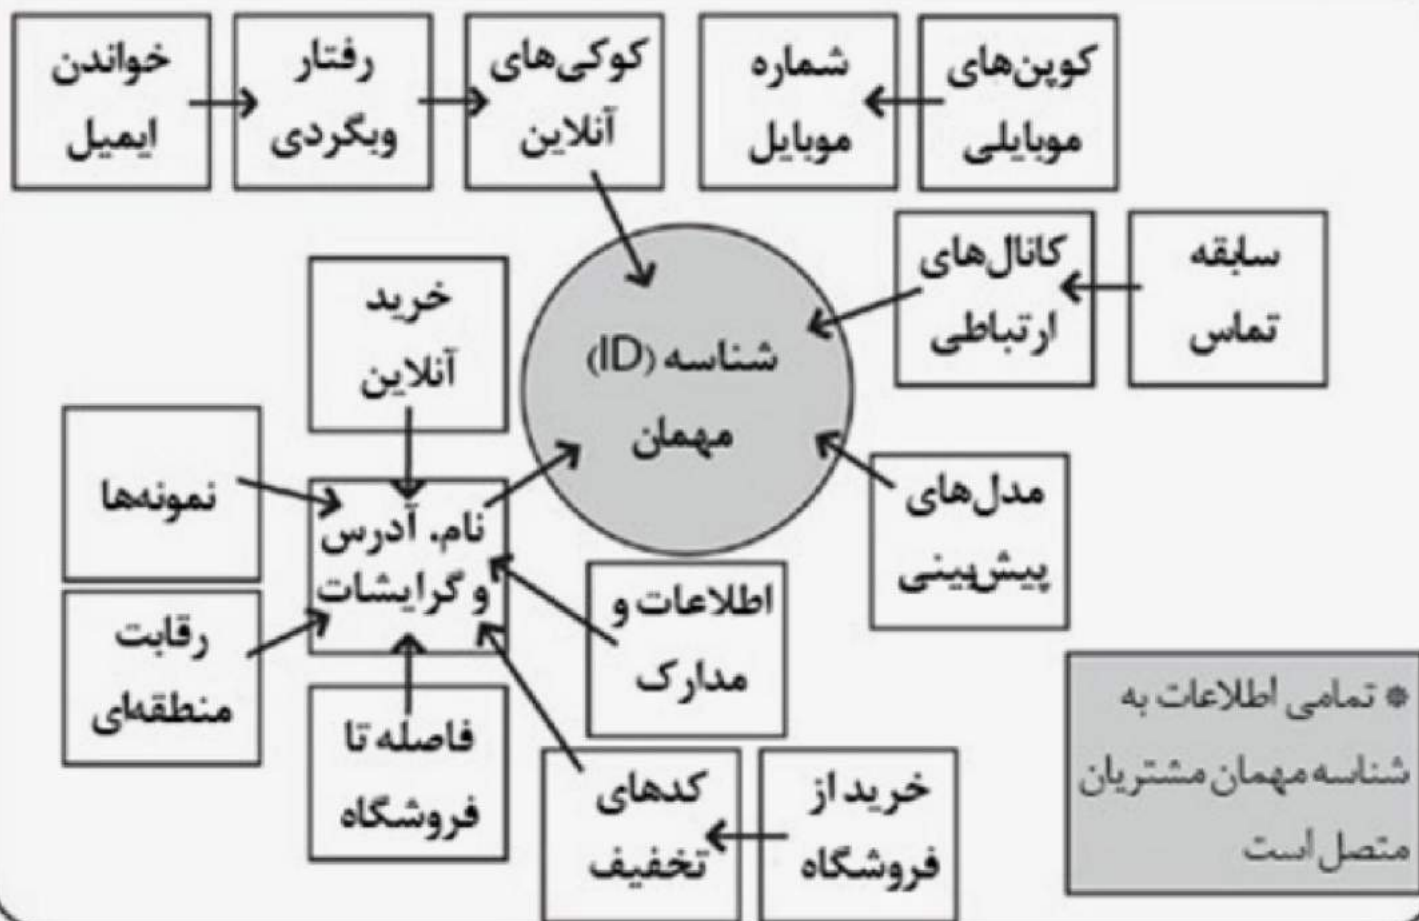 خواندن
ایمیل
رفتار
وبگردی
کوکی‌های
آنلاین
شماره
موبایل
کوپن‌های
موبایلی
کانال‌های
ارتباطی
سابقه
تماس
خرید
آنلاین
شناسه (ID)
مهمان
نمونه‌ها
نام. آدرس
و گرایشات
مدل‌های
پیش‌بینی
رقابت
منطقه‌ای
اطلاعات و
مدارک
فاصله تا
فروشگاه
کدهای
تخفیف
خرید از
فروشگاه
* تمامی اطلاعات به
شناسه مهمان مشتریان
متصل است